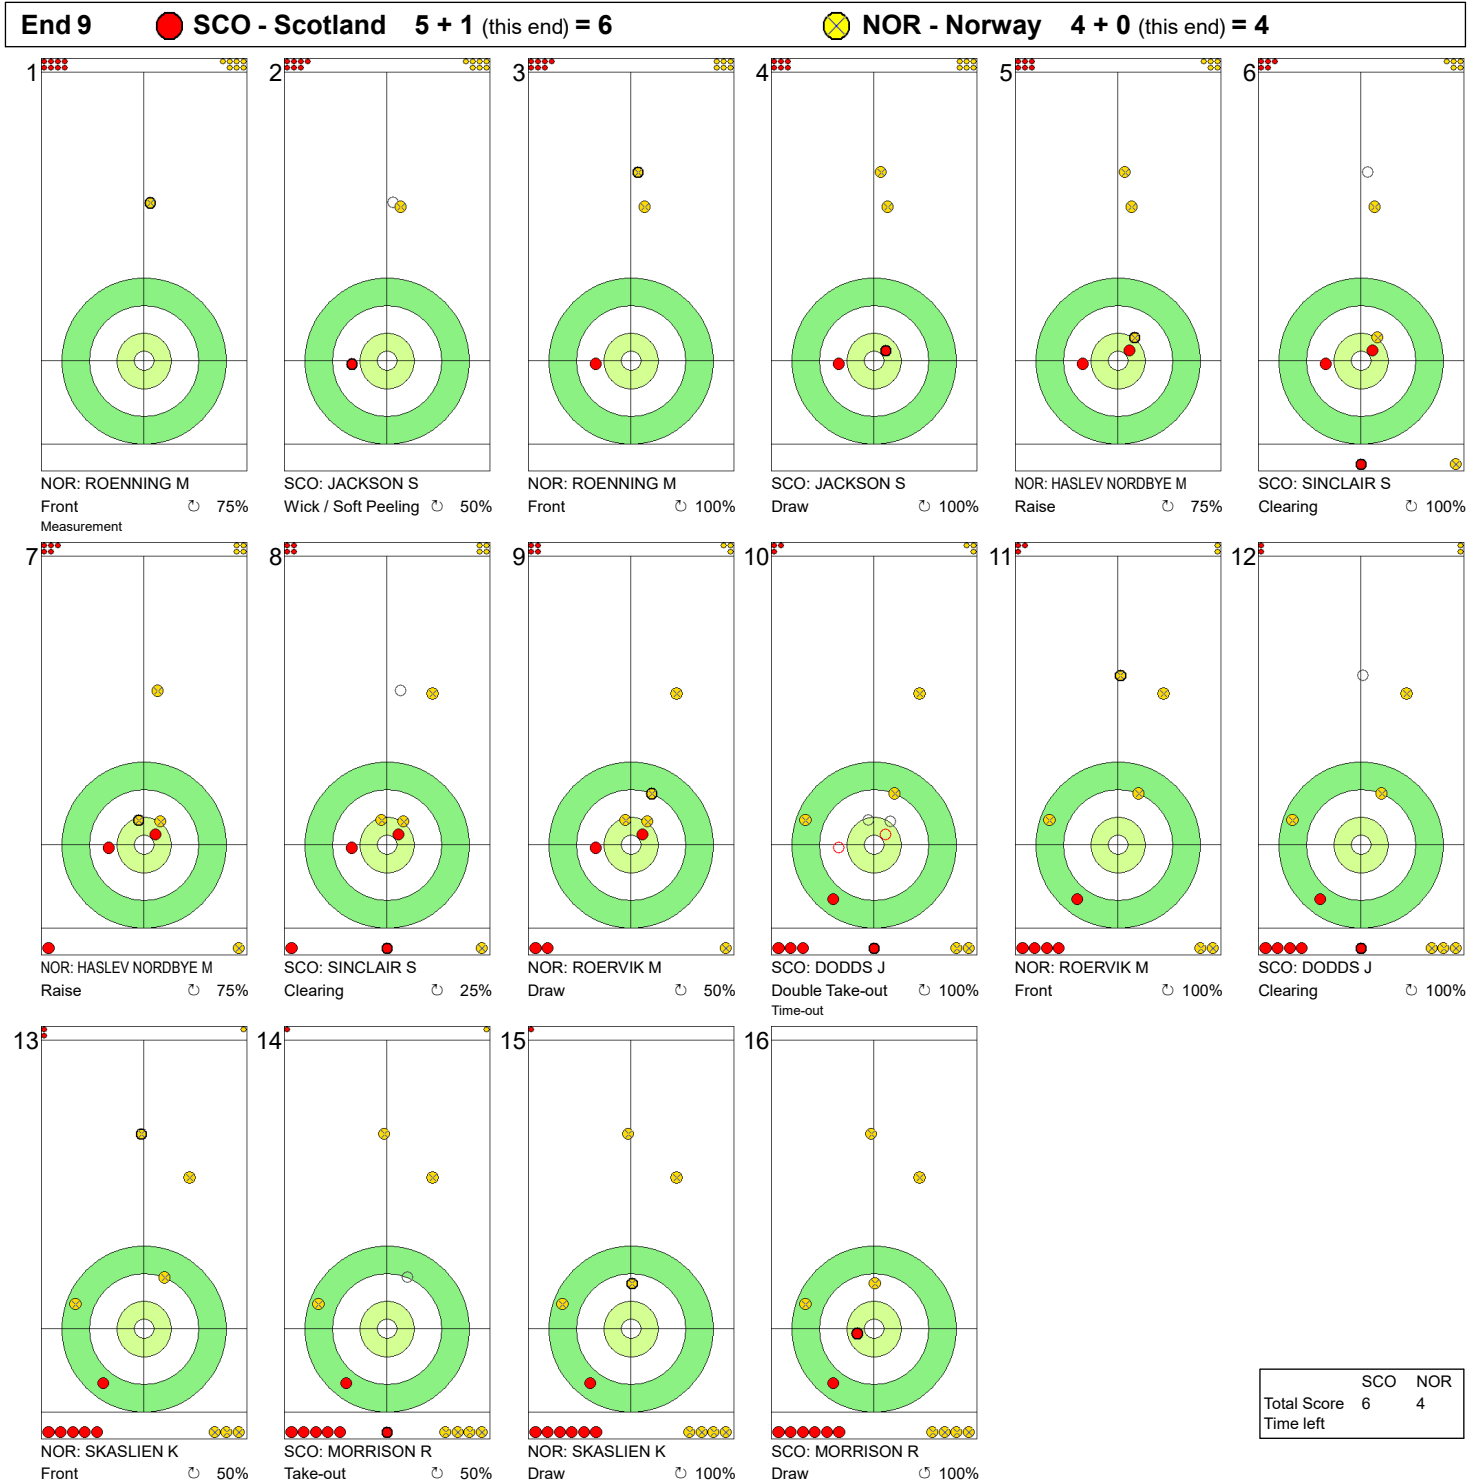 End 9 SCO - Scotland 5 + 1 (this end) = 6 NOR - Norway 4 + 0 (this end) = 4
1 2 3 4 5 6
NOR: ROENNING M
Front ↻ 75%
Measurement
SCO: JACKSON S
Wick / Soft Peeling ↻ 50%
NOR: ROENNING M
Front ↻ 100%
SCO: JACKSON S
Draw ↻ 100%
NOR: HASLEV NORDBYE M
Raise ↻ 75%
SCO: SINCLAIR S
Clearing ↻ 100%
7 8 9 10 11 12
NOR: HASLEV NORDBYE M
Raise ↻ 75%
SCO: SINCLAIR S
Clearing ↻ 25%
NOR: ROERVIK M
Draw ↻ 50%
SCO: DODDS J
Double Take-out ↻ 100%
Time-out
NOR: ROERVIK M
Front ↻ 100%
SCO: DODDS J
Clearing ↻ 100%
13 14 15 16
NOR: SKASLIEN K
Front ↻ 50%
SCO: MORRISON R
Take-out ↻ 50%
NOR: SKASLIEN K
Draw ↻ 100%
SCO: MORRISON R
Draw ↺ 100%
SCO NOR
Total Score 6 4
Time left